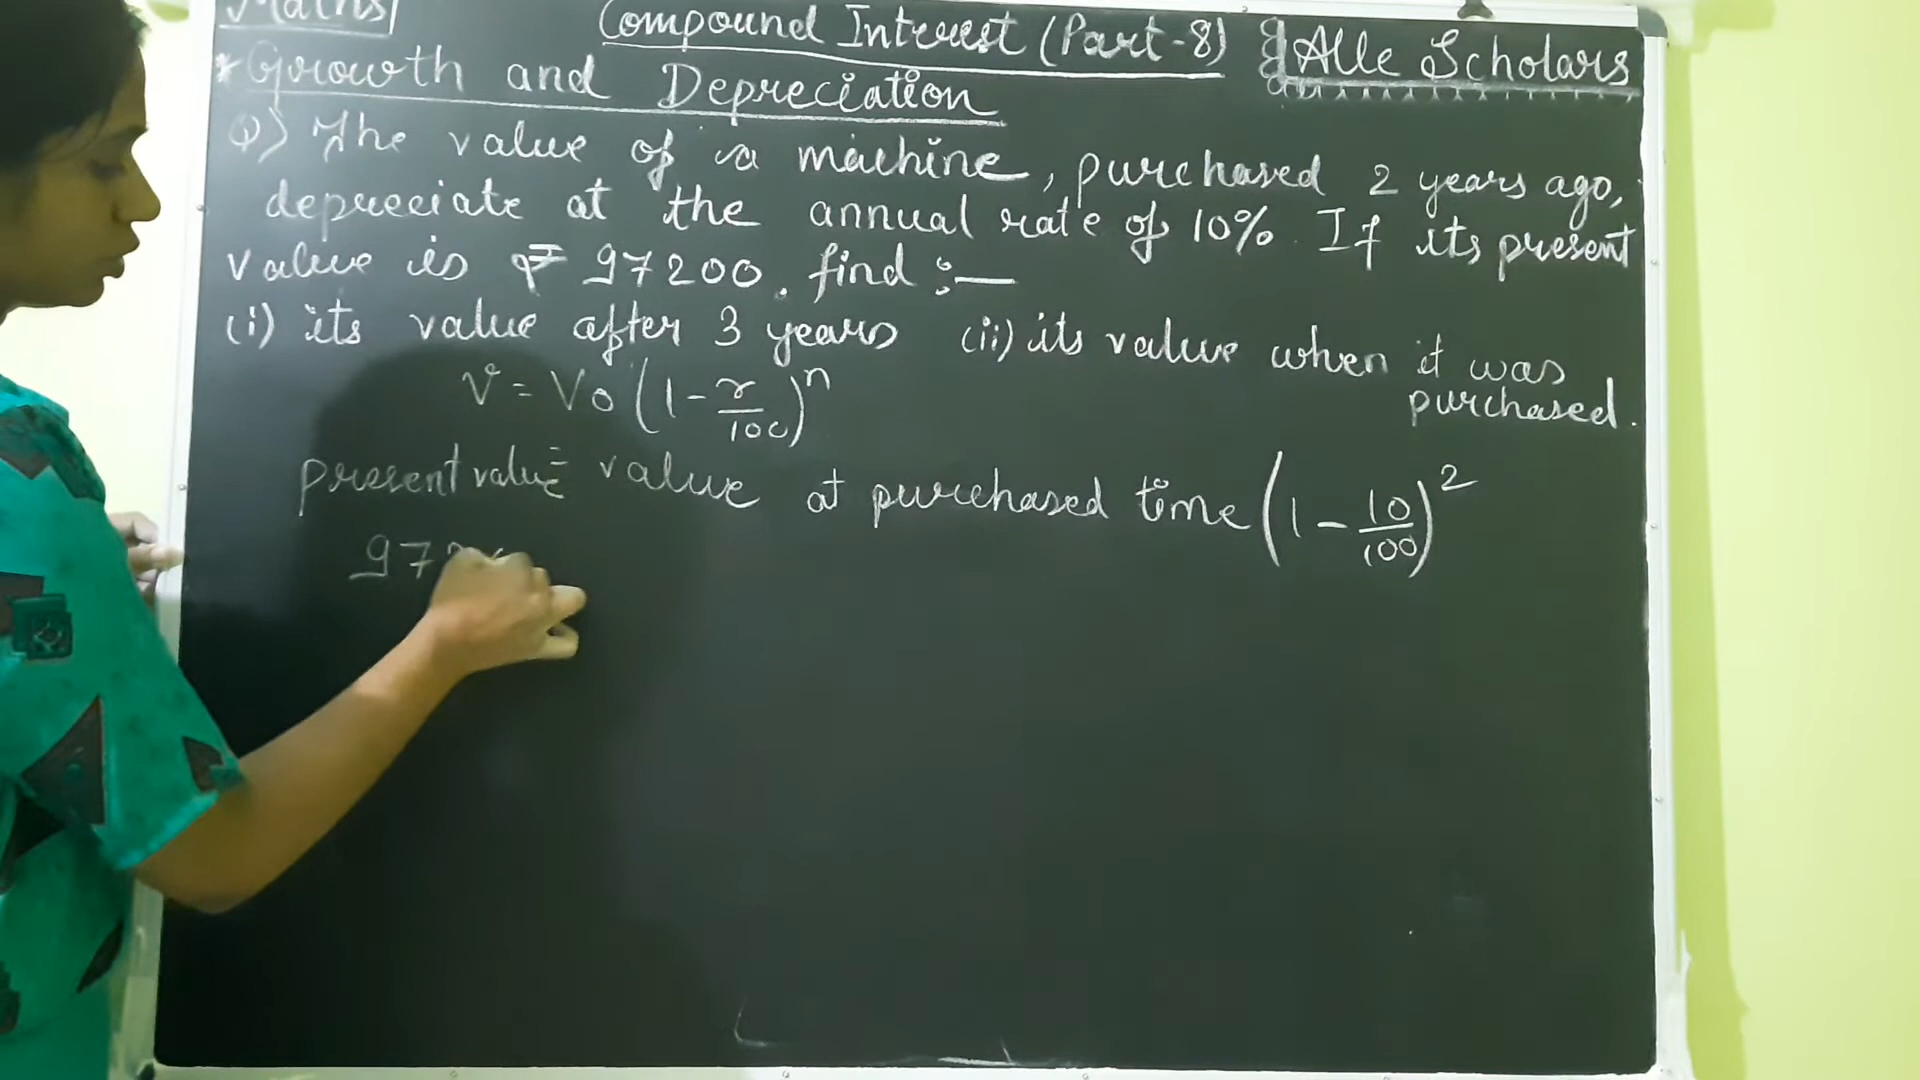 Maths
Compound Interest (Part-8)
Alle Scholars
*Growth and Depreciation
Q) The value of a machine, purchased 2 years ago,
depreciate at the annual rate of 10%. If its present
value is ₹ 97200. find :—
(i) its value after 3 years (ii) its value when it was
purchased.
V = V0 (1 - r/100)^n
present value = value at purchased time (1 - 10/100)^2